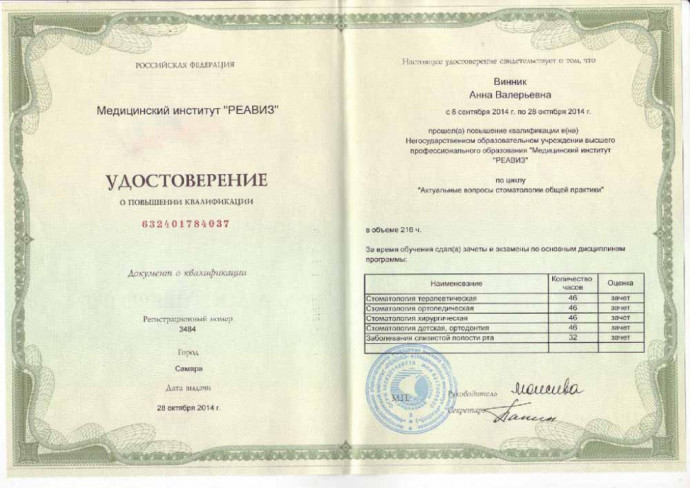 РОССИЙСКАЯ ФЕДЕРАЦИЯ
Медицинский институт "РЕАВИЗ"
УДОСТОВЕРЕНИЕ
О ПОВЫШЕНИИ КВАЛИФИКАЦИИ
632401784037
Документ о квалификации
Регистрационный номер
3484
Город
Самара
Дата выдачи
28 октября 2014 г.
Настоящее удостоверение свидетельствует о том, что
Винник
Анна Валерьевна
с 6 сентября 2014 г. по 28 октября 2014 г.
прошел(а) повышение квалификации в(на)
Негосударственном образовательном учреждении высшего
профессионального образования "Медицинский институт
"РЕАВИЗ"
по циклу
"Актуальные вопросы стоматологии общей практики"
в объеме 216 ч.
За время обучения сдал(а) зачеты и экзамены по основным дисциплинам
программы:
Наименование Количество часов Оценка
Стоматология терапевтическая 46 зачет
Стоматология ортопедическая 46 зачет
Стоматология хирургическая 46 зачет
Стоматология детская, ортодонтия 46 зачет
Заболевания слизистой полости рта 32 зачет
М.П.
Руководитель
Секретарь